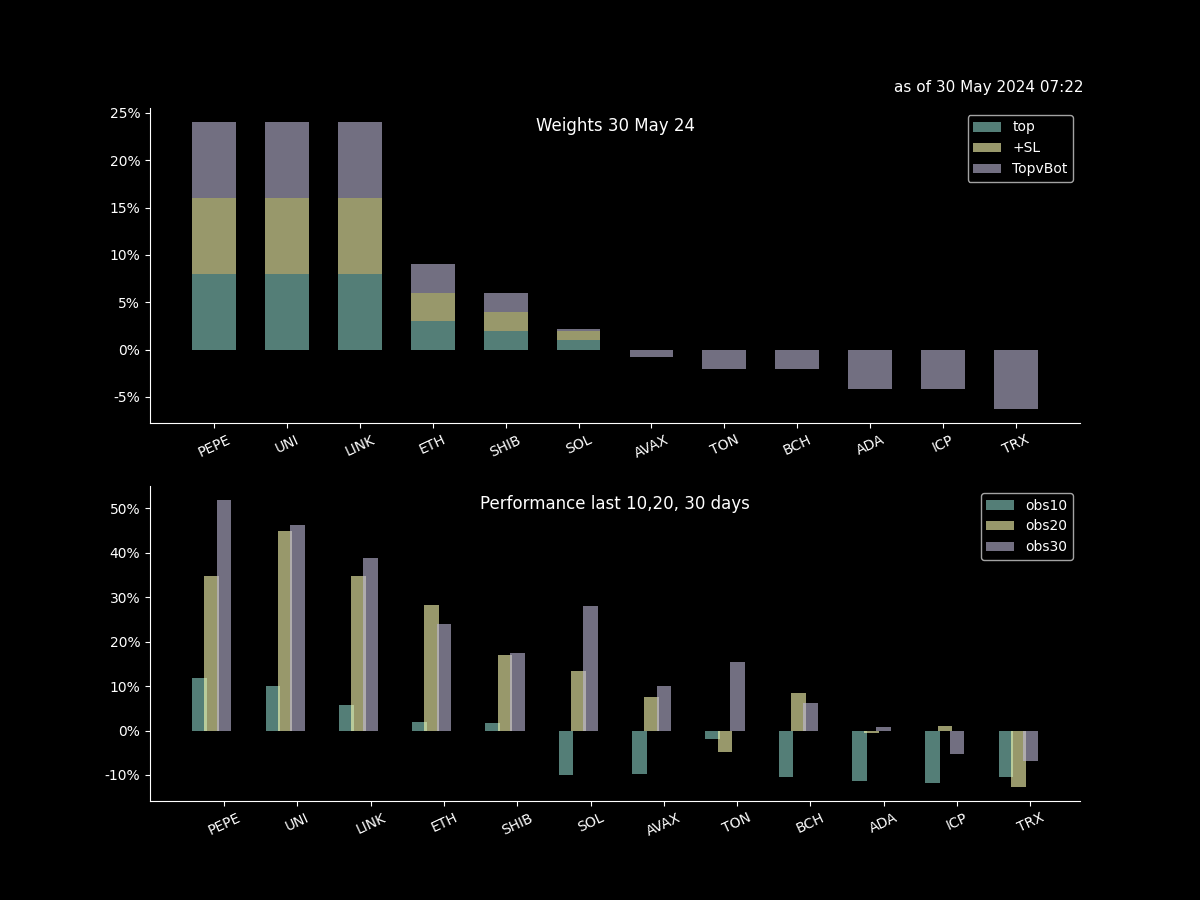 as of 30 May 2024 07:22
Weights 30 May 24
top
+SL
TopvBot
25%
20%
15%
10%
5%
0%
-5%
PEPE UNI LINK ETH SHIB SOL AVAX TON BCH ADA ICP TRX
Performance last 10,20, 30 days
obs10
obs20
obs30
50%
40%
30%
20%
10%
0%
-10%
PEPE UNI LINK ETH SHIB SOL AVAX TON BCH ADA ICP TRX